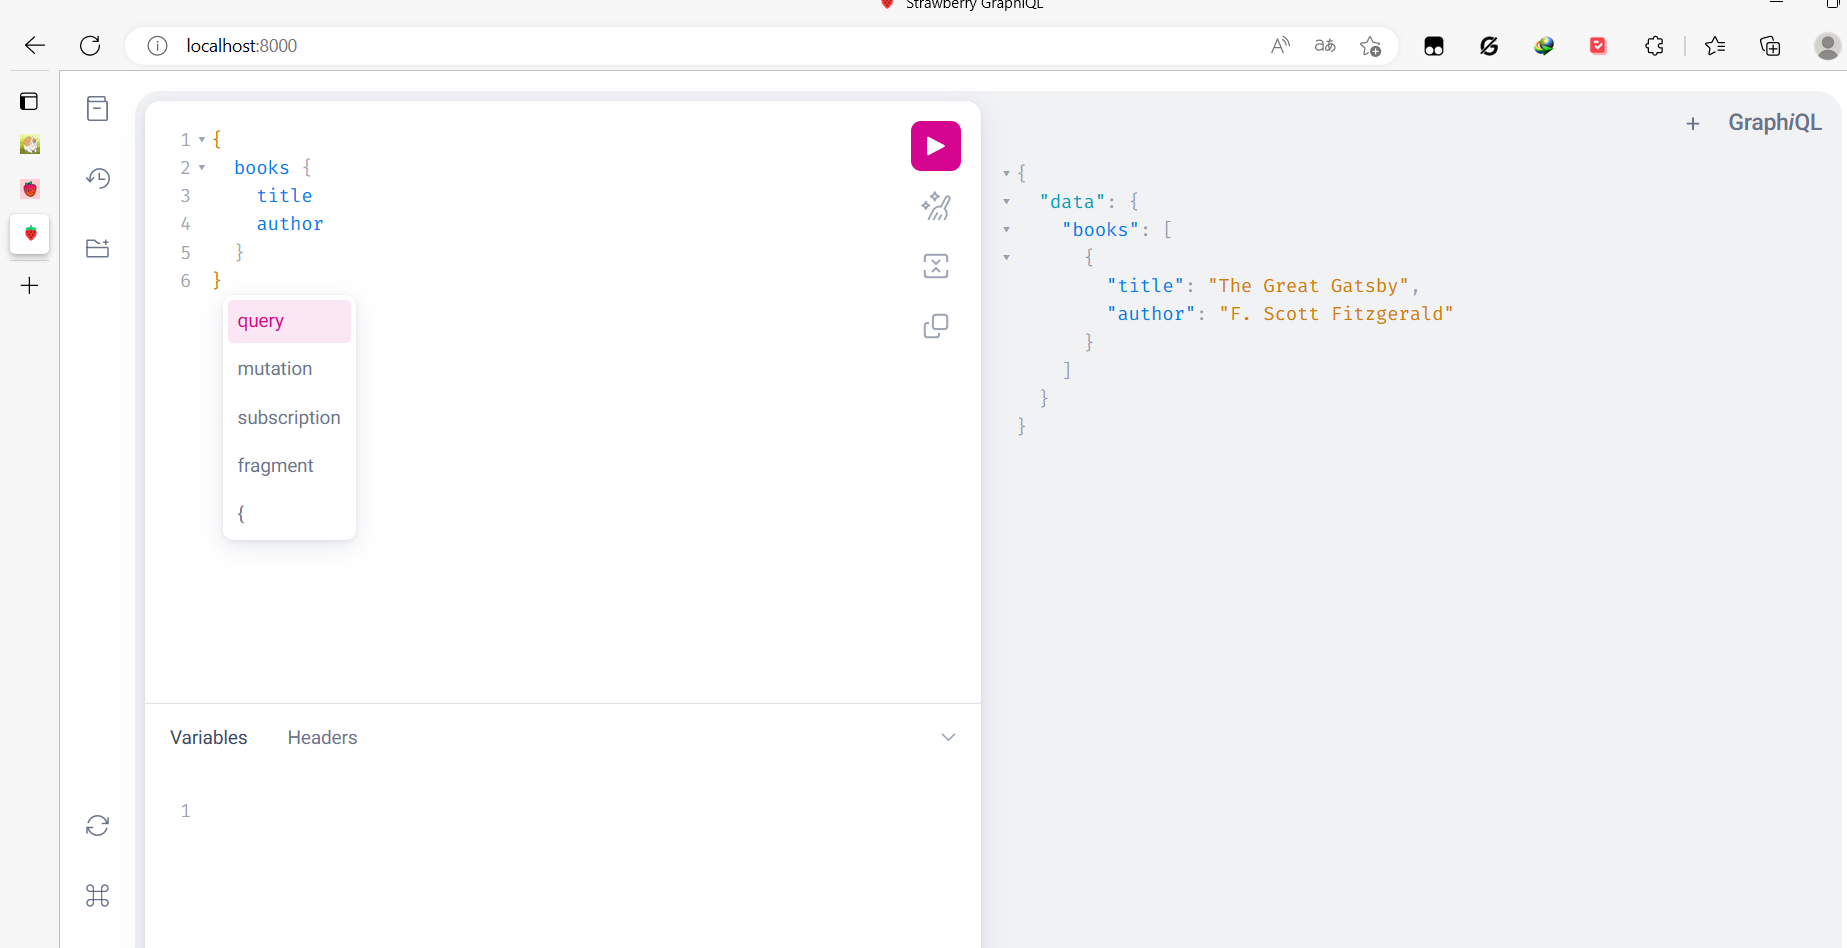 Strawberry GraphiQL
localhost:8000
1 {
2 books {
3 title
4 author
5 }
6 }
query
mutation
subscription
fragment
{
Variables
Headers
1
+ GraphiQL
{
"data": {
"books": [
{
"title": "The Great Gatsby",
"author": "F. Scott Fitzgerald"
}
]
}
}